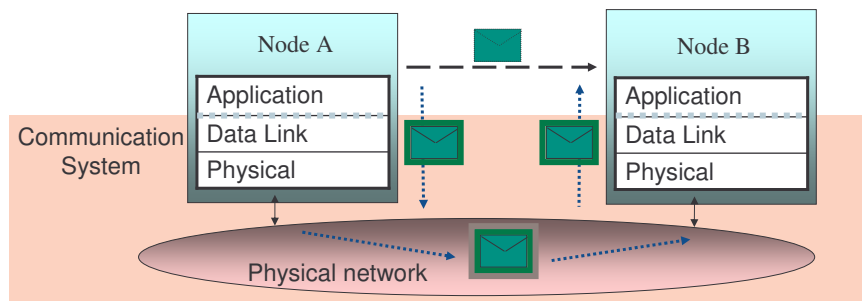 Node A
Node B
Application
Data Link
Physical
Application
Data Link
Physical
Communication
System
Physical network